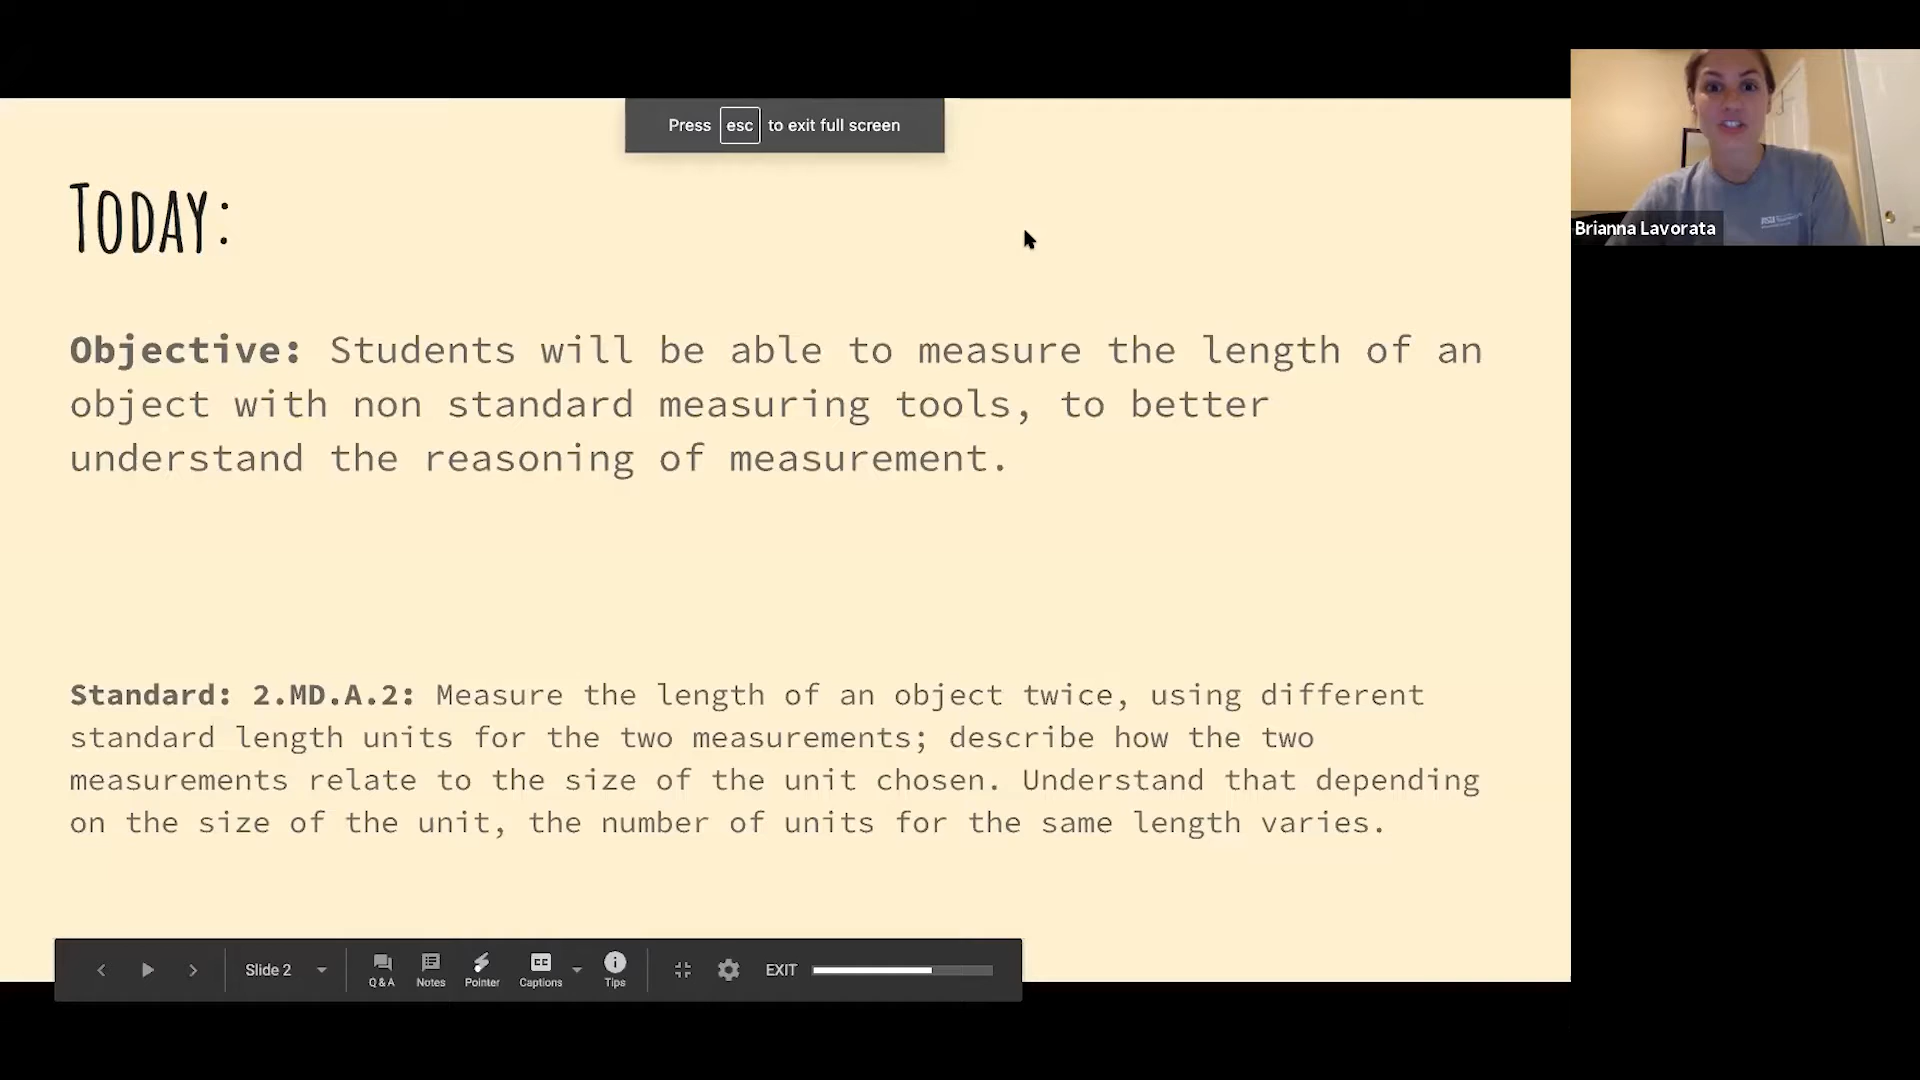 Press esc to exit full screen
Brianna Lavorata
TODAY:
Objective: Students will be able to measure the length of an
object with non standard measuring tools, to better
understand the reasoning of measurement.
Standard: 2.MD.A.2: Measure the length of an object twice, using different
standard length units for the two measurements; describe how the two
measurements relate to the size of the unit chosen. Understand that depending
on the size of the unit, the number of units for the same length varies.
Slide 2
Q & A Notes Pointer Captions Tips
EXIT